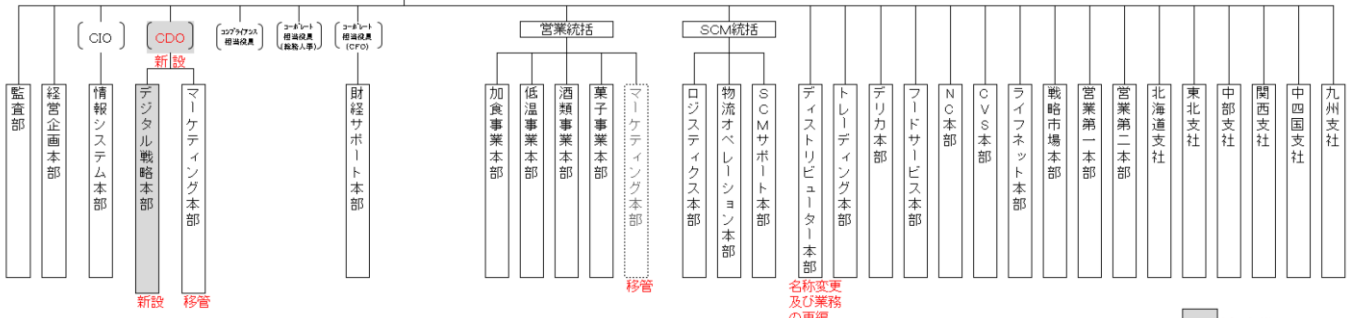 CIO
CDO
コンプライアンス
担当役員
コーポレート
担当役員
(総務人事)
コーポレート
担当役員
(CFO)
営業統括
SCM統括
新設
監査部
経営企画本部
情報システム本部
デジタル戦略本部
マーケティング本部
財経サポート本部
加食事業本部
低温事業本部
酒類事業本部
菓子事業本部
マーケティング本部
ロジスティクス本部
物流オペレーション本部
SCMサポート本部
ディストリビューター本部
トレーディング本部
デリカ本部
フードサービス本部
NC本部
CVS本部
ライフネット本部
戦略市場本部
営業第一本部
営業第二本部
北海道支社
東北支社
中部支社
関西支社
中四国支社
九州支社
新設
移管
移管
名称変更
及び業務
の再編